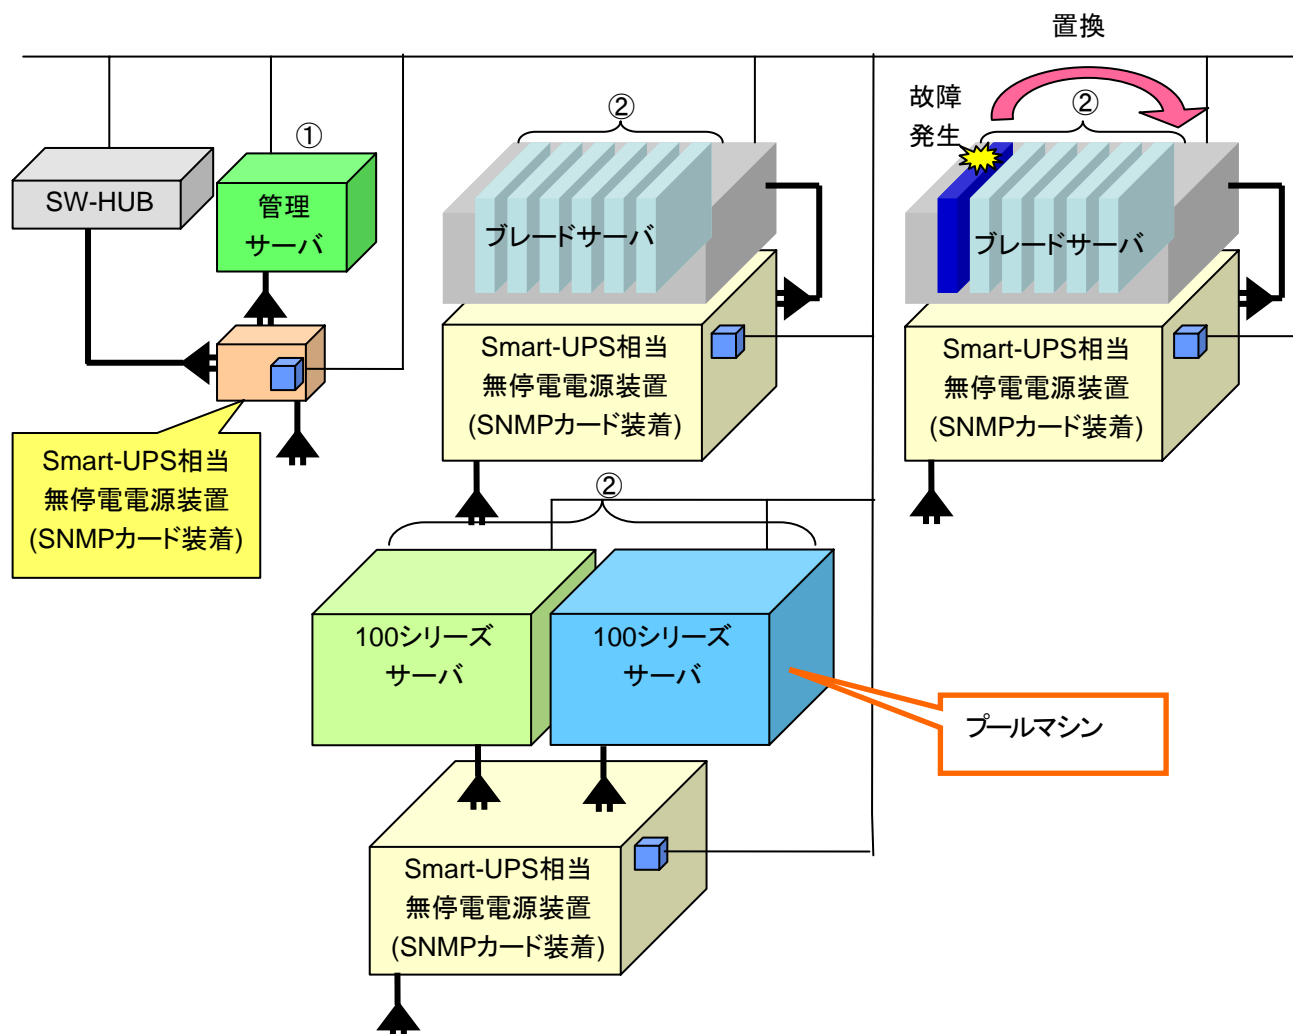 置換
故障
発生
②
②
①
SW-HUB
管理
サーバ
ブレードサーバ
ブレードサーバ
Smart-UPS相当
無停電電源装置
(SNMPカード装着)
Smart-UPS相当
無停電電源装置
(SNMPカード装着)
Smart-UPS相当
無停電電源装置
(SNMPカード装着)
②
100シリーズ
サーバ
100シリーズ
サーバ
プールマシン
Smart-UPS相当
無停電電源装置
(SNMPカード装着)